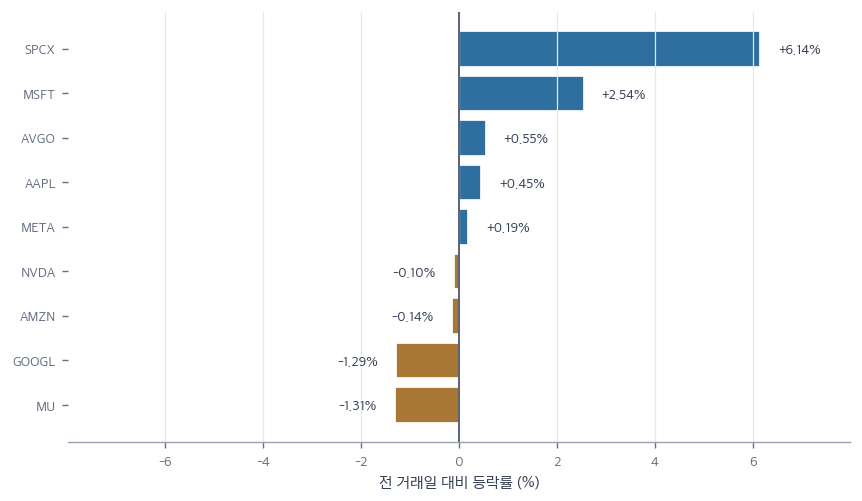 SPCX +6.14%
MSFT +2.54%
AVGO +0.55%
AAPL +0.45%
META +0.19%
NVDA -0.10%
AMZN -0.14%
GOOGL -1.29%
MU -1.31%
-6 -4 -2 0 2 4 6
전 거래일 대비 등락률 (%)